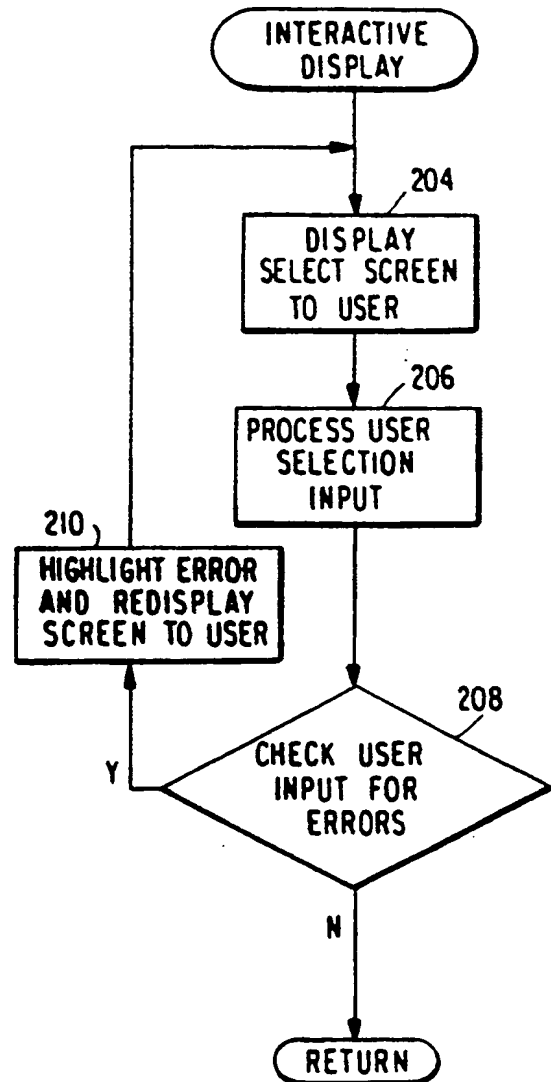 INTERACTIVE
DISPLAY
204
DISPLAY
SELECT SCREEN
TO USER
206
PROCESS USER
SELECTION
INPUT
210
HIGHLIGHT ERROR
AND REDISPLAY
SCREEN TO USER
208
CHECK USER
INPUT FOR
ERRORS
Y
N
RETURN